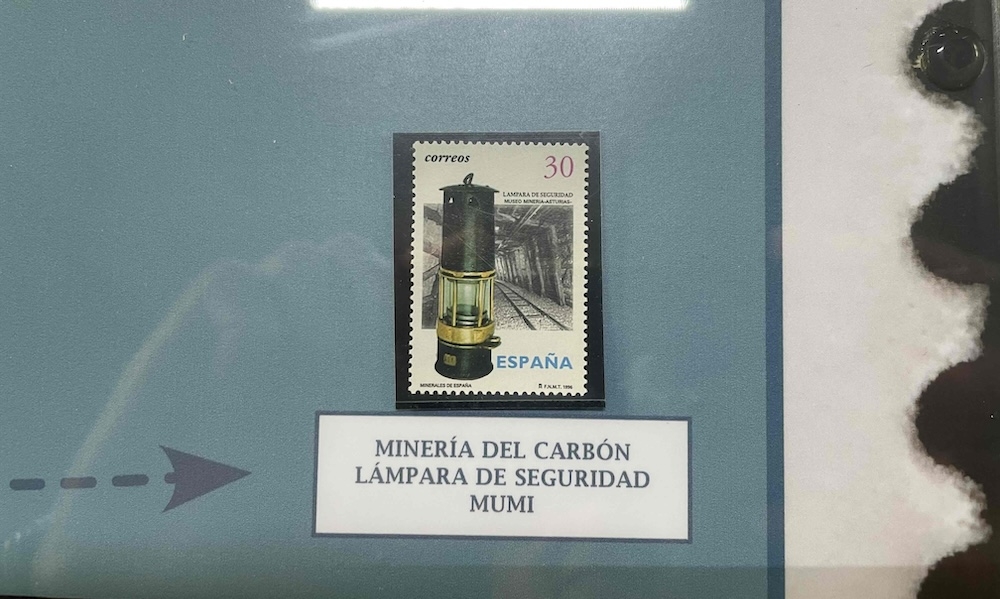 correos
30
LAMPARA DE SEGURIDAD
MUSEO MINERIA-ASTURIAS-
ESPAÑA
MINERALES DE ESPAÑA
F.N.M.T. 1996
MINERÍA DEL CARBÓN
LÁMPARA DE SEGURIDAD
MUMI